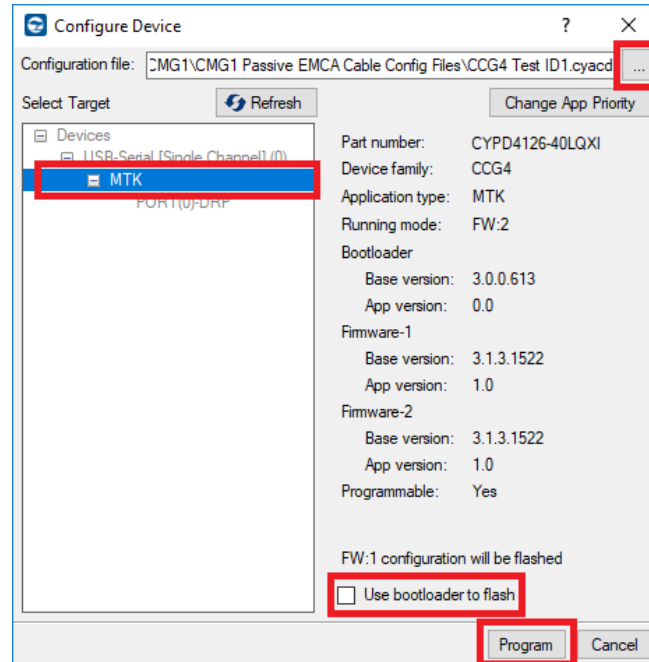 Configure Device
Configuration file: CMG1\CMG1 Passive EMCA Cable Config Files\CCG4 Test ID1.cyacd ...
Select Target Refresh Change App Priority
Devices
USB-Serial [Single Channel] (0)
MTK
PORT(0)-DRP
Part number: CYPD4126-40LQXI
Device family: CCG4
Application type: MTK
Running mode: FW:2
Bootloader
Base version: 3.0.0.613
App version: 0.0
Firmware-1
Base version: 3.1.3.1522
App version: 1.0
Firmware-2
Base version: 3.1.3.1522
App version: 1.0
Programmable: Yes
FW:1 configuration will be flashed
Use bootloader to flash
Program Cancel